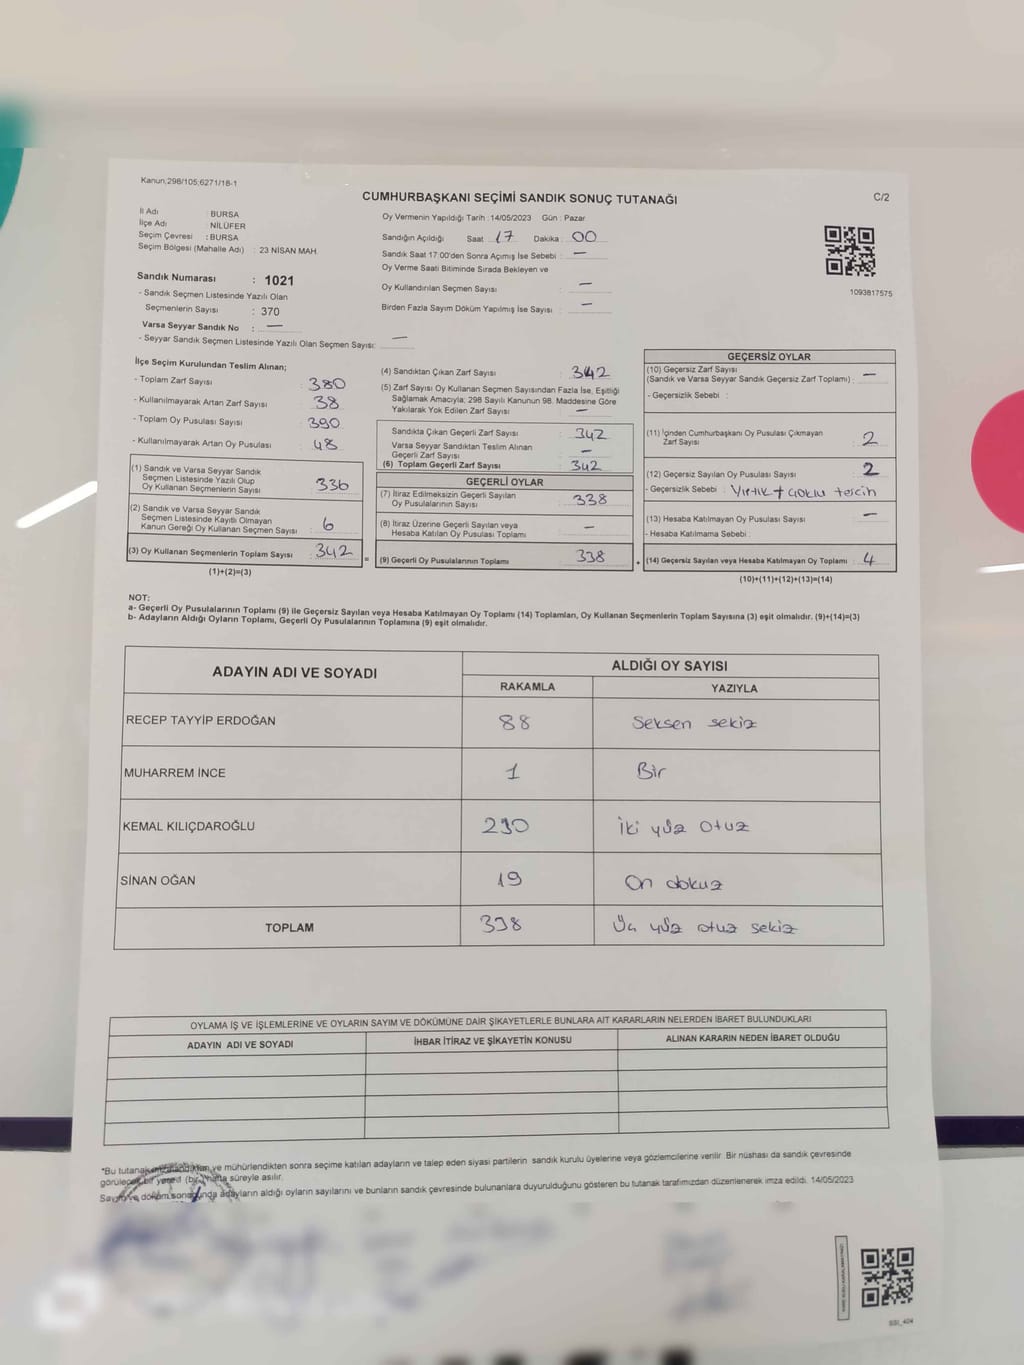 Kanun;298/105;6271/18-1
CUMHURBAŞKANI SEÇİMİ SANDIK SONUÇ TUTANAĞI
C/2
İl Adı : BURSA
İlçe Adı : NİLÜFER
Seçim Çevresi : BURSA
Seçim Bölgesi (Mahalle Adı) : 23 NİSAN MAH.
Sandık Numarası : 1021
- Sandık Seçmen Listesinde Yazılı Olan
Seçmenlerin Sayısı : 370
Varsa Seyyar Sandık No : —
- Seyyar Sandık Seçmen Listesinde Yazılı Olan Seçmen Sayısı: —
Oy Vermenin Yapıldığı Tarih :14/05/2023 Gün : Pazar
Sandığın Açıldığı Saat 17 Dakika : 00
Sandık Saat 17:00'den Sonra Açımış İse Sebebi : —
Oy Verme Saati Bitiminde Sırada Bekleyen ve
Oy Kullandırılan Seçmen Sayısı —
Birden Fazla Sayım Döküm Yapılmış İse Sayısı : —
1093817575
İlçe Seçim Kurulundan Teslim Alınan;
- Toplam Zarf Sayısı : 380
- Kullanılmayarak Artan Zarf Sayısı : 38
- Toplam Oy Pusulası Sayısı : 390
- Kullanılmayarak Artan Oy Pusulası : 48
(1) Sandık ve Varsa Seyyar Sandık
Seçmen Listesinde Yazılı Olup
Oy Kullanan Seçmenlerin Sayısı 336
(2) Sandık ve Varsa Seyyar Sandık
Seçmen Listesinde Kayıtlı Olmayan
Kanun Gereği Oy Kullanan Seçmen Sayısı : 6
(3) Oy Kullanan Seçmenlerin Toplam Sayısı : 342 =
(1)+(2)=(3)
(4) Sandıktan Çıkan Zarf Sayısı : 342
(5) Zarf Sayısı Oy Kullanan Seçmen Sayısından Fazla İse, Eşitliği
Sağlamak Amacıyla; 298 Sayılı Kanunun 98. Maddesine Göre
Yakılarak Yok Edilen Zarf Sayısı : —
Sandıkta Çıkan Geçerli Zarf Sayısı : 342
Varsa Seyyar Sandıktan Teslim Alınan
Geçerli Zarf Sayısı : —
(6) Toplam Geçerli Zarf Sayısı : 342
GEÇERLİ OYLAR
(7) İtiraz Edilmeksizin Geçerli Sayılan
Oy Pusulalarının Sayısı : 338
(8) İtiraz Üzerine Geçerli Sayılan veya
Hesaba Katılan Oy Pusulası Toplamı : —
(9) Geçerli Oy Pusulalarının Toplamı : 338 +
GEÇERSİZ OYLAR
(10) Geçersiz Zarf Sayısı
(Sandık ve Varsa Seyyar Sandık Geçersiz Zarf Toplamı) : —
- Geçersizlik Sebebi :
(11) İçinden Cumhurbaşkanı Oy Pusulası Çıkmayan
Zarf Sayısı : 2
(12) Geçersiz Sayılan Oy Pusulası Sayısı : 2
- Geçersizlik Sebebi : Yırtık + çoklu tercih
(13) Hesaba Katılmayan Oy Pusulası Sayısı : —
- Hesaba Katılmama Sebebi :
(14) Geçersiz Sayılan veya Hesaba Katılmayan Oy Toplamı : 4
(10)+(11)+(12)+(13)=(14)
NOT:
a- Geçerli Oy Pusulalarının Toplamı (9) ile Geçersiz Sayılan veya Hesaba Katılmayan Oy Toplamı (14) Toplamları, Oy Kullanan Seçmenlerin Toplam Sayısına (3) eşit olmalıdır. (9)+(14)=(3)
b- Adayların Aldığı Oyların Toplamı, Geçerli Oy Pusulalarının Toplamına (9) eşit olmalıdır.
ADAYIN ADI VE SOYADI
ALDIĞI OY SAYISI
RAKAMLA YAZIYLA
RECEP TAYYİP ERDOĞAN 88 Seksen sekiz
MUHARREM İNCE 1 Bir
KEMAL KILIÇDAROĞLU 230 İki yüz otuz
SİNAN OĞAN 19 On dokuz
TOPLAM 338 Üç yüz otuz sekiz
OYLAMA İŞ VE İŞLEMLERİNE VE OYLARIN SAYIM VE DÖKÜMÜNE DAİR ŞİKAYETLERLE BUNLARA AİT KARARLARIN NELERDEN İBARET BULUNDUKLARI
ADAYIN ADI VE SOYADI İHBAR İTİRAZ VE ŞİKAYETİN KONUSU ALINAN KARARIN NEDEN İBARET OLDUĞU
*Bu tutanak ve mühürlendikten sonra seçime katılan adayların ve talep eden siyasi partilerin sandık kurulu üyelerine veya gözlemcilerine verilir. Bir nüshası da sandık çevresinde
görülecek bir yere (bir) hafta süreyle asılır.
Sayım ve döküm sonucunda adayların aldığı oyların sayılarını ve bunların sandık çevresinde bulunanlara duyurulduğunu gösteren bu tutanak tarafımızdan düzenlenerek imza edildi. 14/05/2023